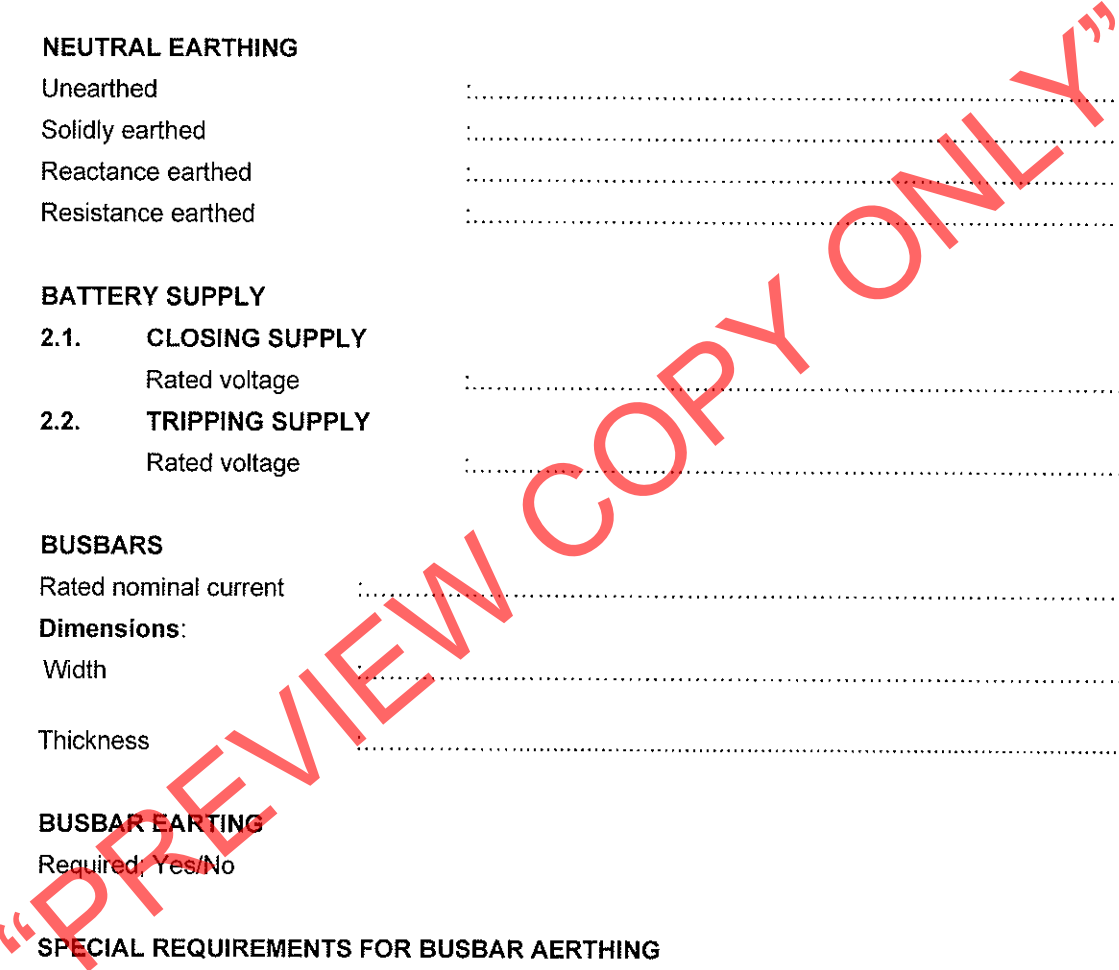 NEUTRAL EARTHING
Unearthed :
Solidly earthed :
Reactance earthed :
Resistance earthed :
BATTERY SUPPLY
2.1. CLOSING SUPPLY
Rated voltage :
2.2. TRIPPING SUPPLY
Rated voltage :
BUSBARS
Rated nominal current :
Dimensions:
Width :
Thickness :
BUSBAR EARTING
Required; Yes/No
SPECIAL REQUIREMENTS FOR BUSBAR AERTHING
“PREVIEW COPY ONLY”